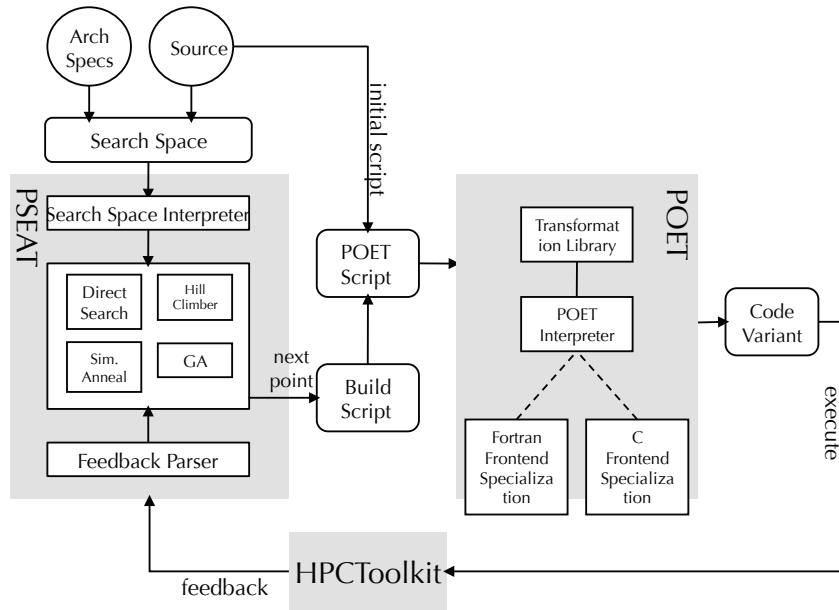 Arch
Specs
Source
Search Space
initial script
PSEAT
Search Space Interpreter
Direct
Search
Hill
Climber
Sim.
Anneal
GA
Feedback Parser
next
point
POET
Script
Build
Script
POET
Transformat
ion Library
POET
Interpreter
Fortran
Frontend
Specializa
tion
C
Frontend
Specializa
tion
Code
Variant
execute
HPCToolkit
feedback